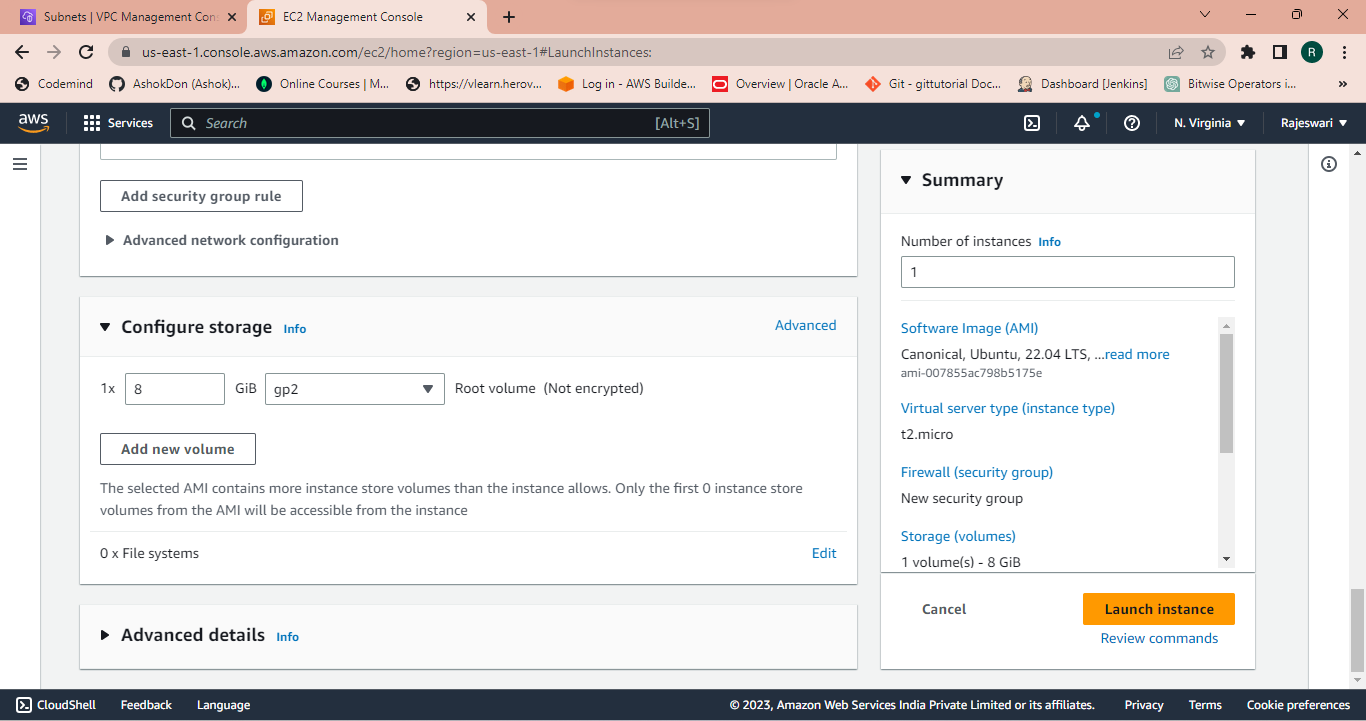 Subnets | VPC Management Con
EC2 Management Console
us-east-1.console.aws.amazon.com/ec2/home?region=us-east-1#LaunchInstances:
R
Codemind
AshokDon (Ashok)...
Online Courses | M...
https://vlearn.herov...
Log in - AWS Builde...
Overview | Oracle A...
Git - gittutorial Doc...
Dashboard [Jenkins]
Bitwise Operators i...
»
aws
Services
Search
[Alt+S]
N. Virginia
Rajeswari
Add security group rule
Advanced network configuration
Configure storage Info
Advanced
1x 8 GiB gp2 Root volume (Not encrypted)
Add new volume
The selected AMI contains more instance store volumes than the instance allows. Only the first 0 instance store
volumes from the AMI will be accessible from the instance
0 x File systems
Edit
Advanced details Info
Summary
Number of instances Info
1
Software Image (AMI)
Canonical, Ubuntu, 22.04 LTS, ...read more
ami-007855ac798b5175e
Virtual server type (instance type)
t2.micro
Firewall (security group)
New security group
Storage (volumes)
1 volume(s) - 8 GiB
Cancel
Launch instance
Review commands
CloudShell
Feedback
Language
© 2023, Amazon Web Services India Private Limited or its affiliates.
Privacy
Terms
Cookie preferences